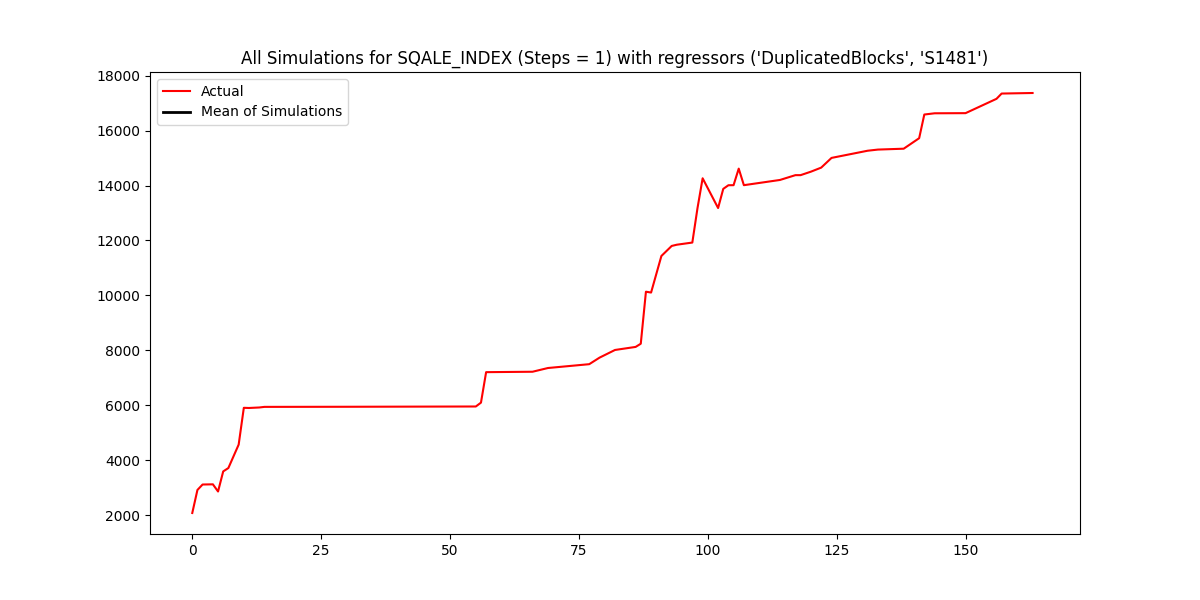 All Simulations for SQALE_INDEX (Steps = 1) with regressors ('DuplicatedBlocks', 'S1481')
Actual
Mean of Simulations
18000
16000
14000
12000
10000
8000
6000
4000
2000
0 25 50 75 100 125 150